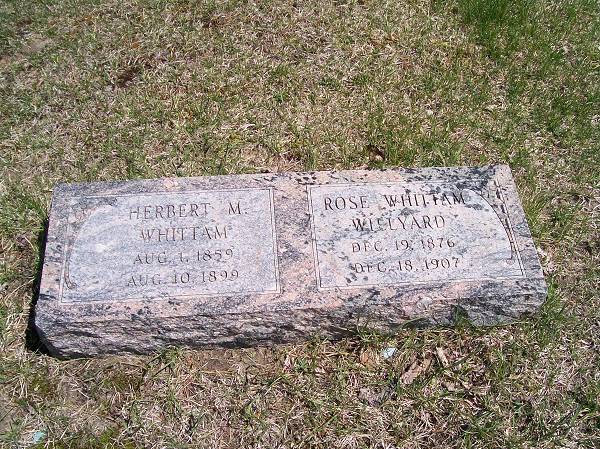 HERBERT M.
WHITTAM
AUG. 1, 1859
AUG. 10, 1899
ROSE WHITTAM
WILLYARD
DEC. 19, 1876
DEC. 18, 1907